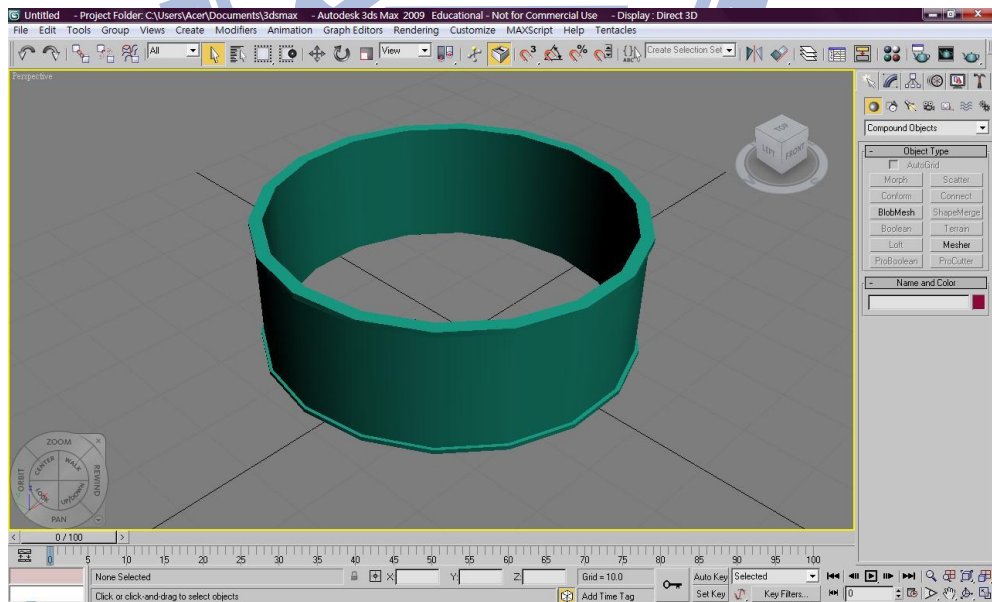 Untitled - Project Folder: C:\Users\Acer\Documents\3dsmax - Autodesk 3ds Max 2009 Educational - Not for Commercial Use - Display : Direct 3D
File Edit Tools Group Views Create Modifiers Animation Graph Editors Rendering Customize MAXScript Help Tentacles
All View Create Selection Set
Perspective
TOP
LEFT FRONT
Compound Objects
- Object Type
AutoGrid
Morph Scatter
Conform Connect
BlobMesh ShapeMerge
Boolean Terrain
Loft Mesher
ProBoolean ProCutter
- Name and Color
ZOOM
ORBIT CENTER WALK REWIND
LOOK UP/DOWN
PAN
0 / 100
0 5 10 15 20 25 30 35 40 45 50 55 60 65 70 75 80 85 90 95 100
None Selected X: Y: Z: Grid = 10.0 Auto Key Selected
Click or click-and-drag to select objects Add Time Tag Set Key Key Filters... 0